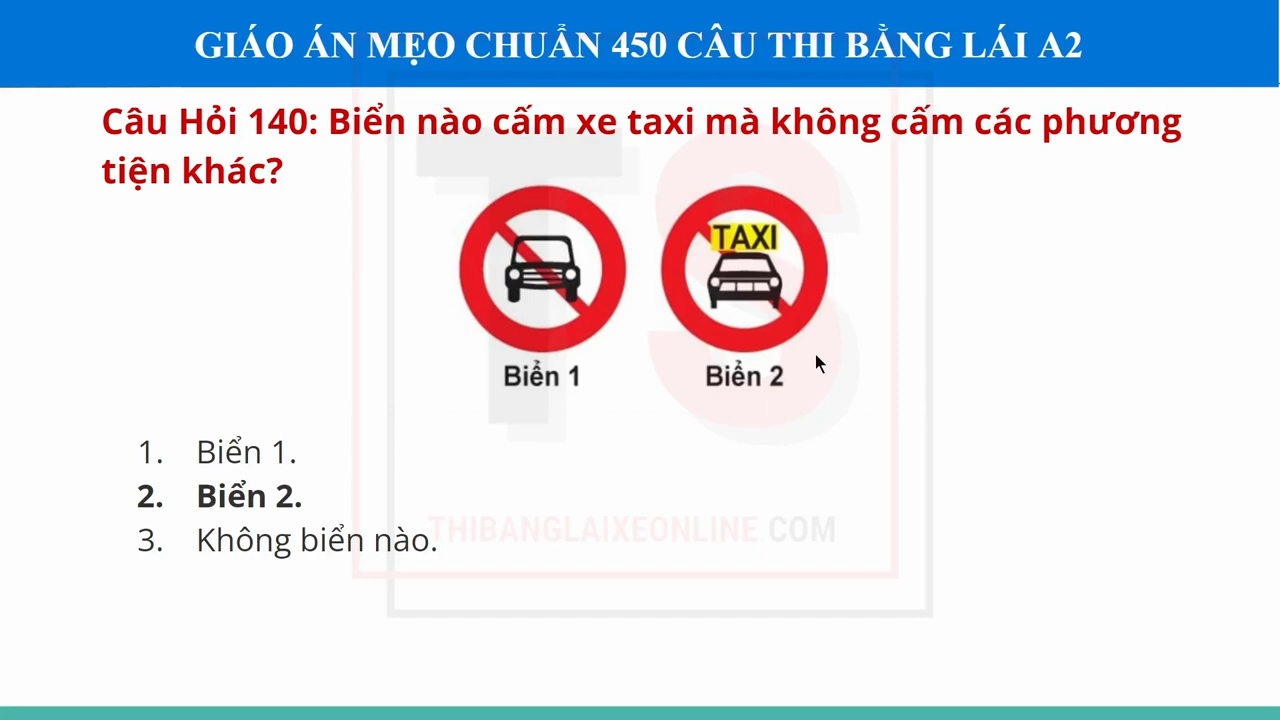 GIÁO ÁN MẸO CHUẨN 450 CÂU THI BẰNG LÁI A2
Câu Hỏi 140: Biển nào cấm xe taxi mà không cấm các phương
tiện khác?
TAXI
Biển 1
Biển 2
1. Biển 1.
2. Biển 2.
3. Không biển nào.
TS
THIBANGLAIXEONLINE COM